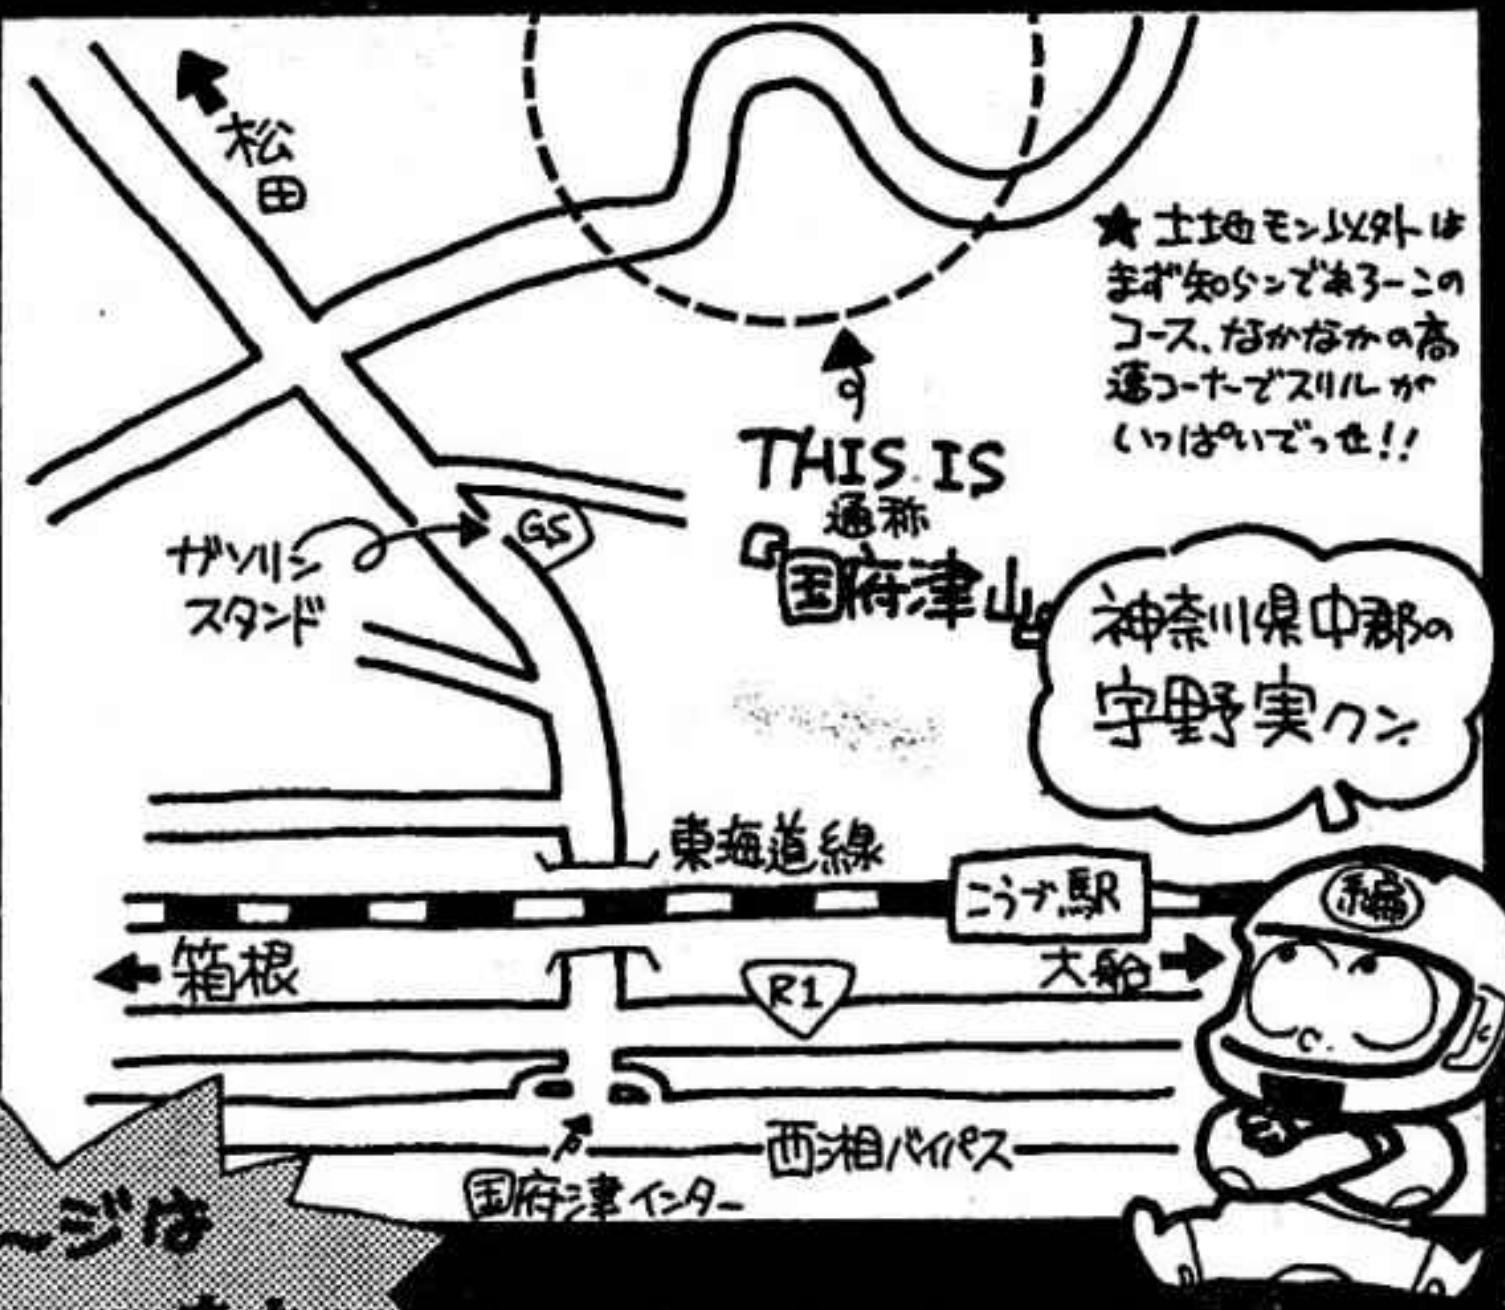 松
田
★土地モン以外は
まず知らンであろーこの
コース、なかなかの高
速コーナーでスリルが
いっぱいでっせ!!
THIS IS
通称
国府津山
GS
ガソリン
スタンド
神奈川県中郡の
宇野実クン
東海道線
こうづ駅
編
箱根
大船
R1
西湘バイパス
国府津インター
～ジは